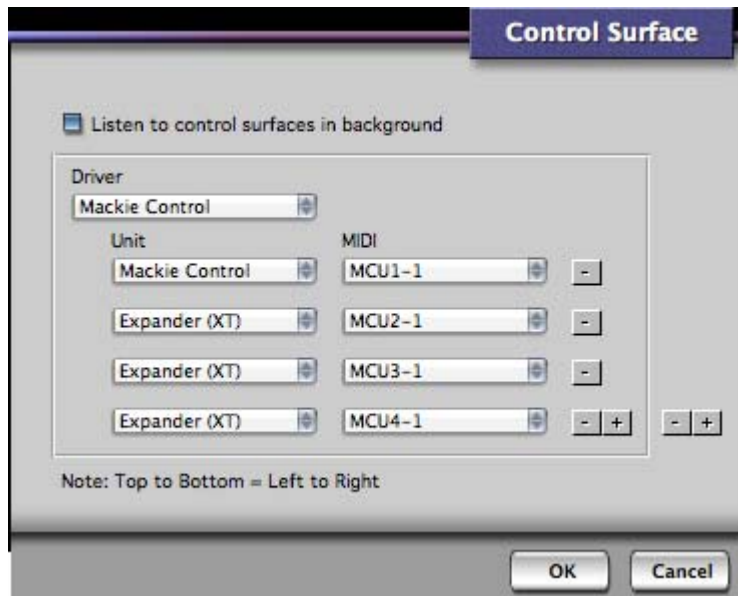 Control Surface
Listen to control surfaces in background
Driver
Mackie Control
Unit MIDI
Mackie Control MCU1-1 -
Expander (XT) MCU2-1 -
Expander (XT) MCU3-1 -
Expander (XT) MCU4-1 - + - +
Note: Top to Bottom = Left to Right
OK Cancel